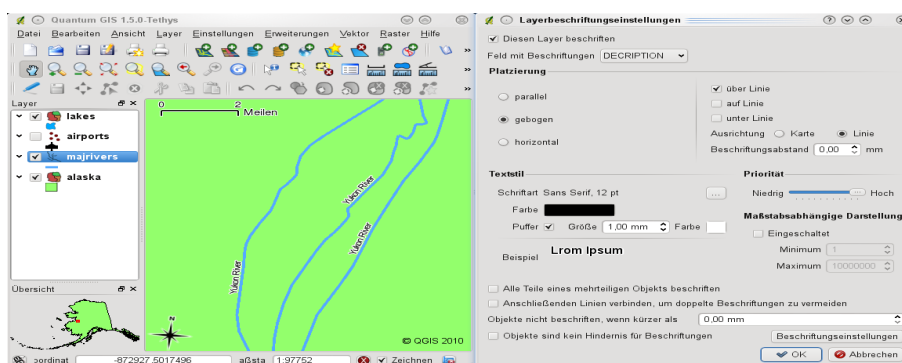 Quantum GIS 1.5.0-Tethys
Datei Bearbeiten Ansicht Layer Einstellungen Erweiterungen Vektor Raster Hilfe
Layer
lakes
airports
majrivers
alaska
Übersicht
0 2
Meilen
Yukon River
Yukon River
Yukon River
© QGIS 2010
oordinat -872927.5017496 aßsta 1:97752 Zeichnen
Layerbeschriftungseinstellungen
Diesen Layer beschriften
Feld mit Beschriftungen DECRIPTION
Platzierung
parallel
gebogen
horizontal
über Linie
auf Linie
unter Linie
Ausrichtung Karte Linie
Beschriftungsabstand 0,00 mm
Textstil
Schriftart Sans Serif, 12 pt ...
Farbe
Puffer Größe 1,00 mm Farbe
Beispiel Lrom Ipsum
Priorität
Niedrig Hoch
Maßstabsabhängige Darstellung
Eingeschaltet
Minimum 1
Maximum 10000000
Alle Teile eines mehrteiligen Objekts beschriften
Anschließenden Linien verbinden, um doppelte Beschriftungen zu vermeiden
Objekte nicht beschriften, wenn kürzer als 0,00 mm
Objekte sind kein Hindernis für Beschriftungen
Beschriftungseinstellungen
OK Abbrechen